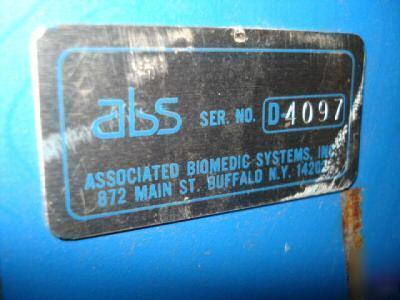 abs SER. NO. D4097
ASSOCIATED BIOMEDIC SYSTEMS, INC.
872 MAIN ST. BUFFALO N.Y.